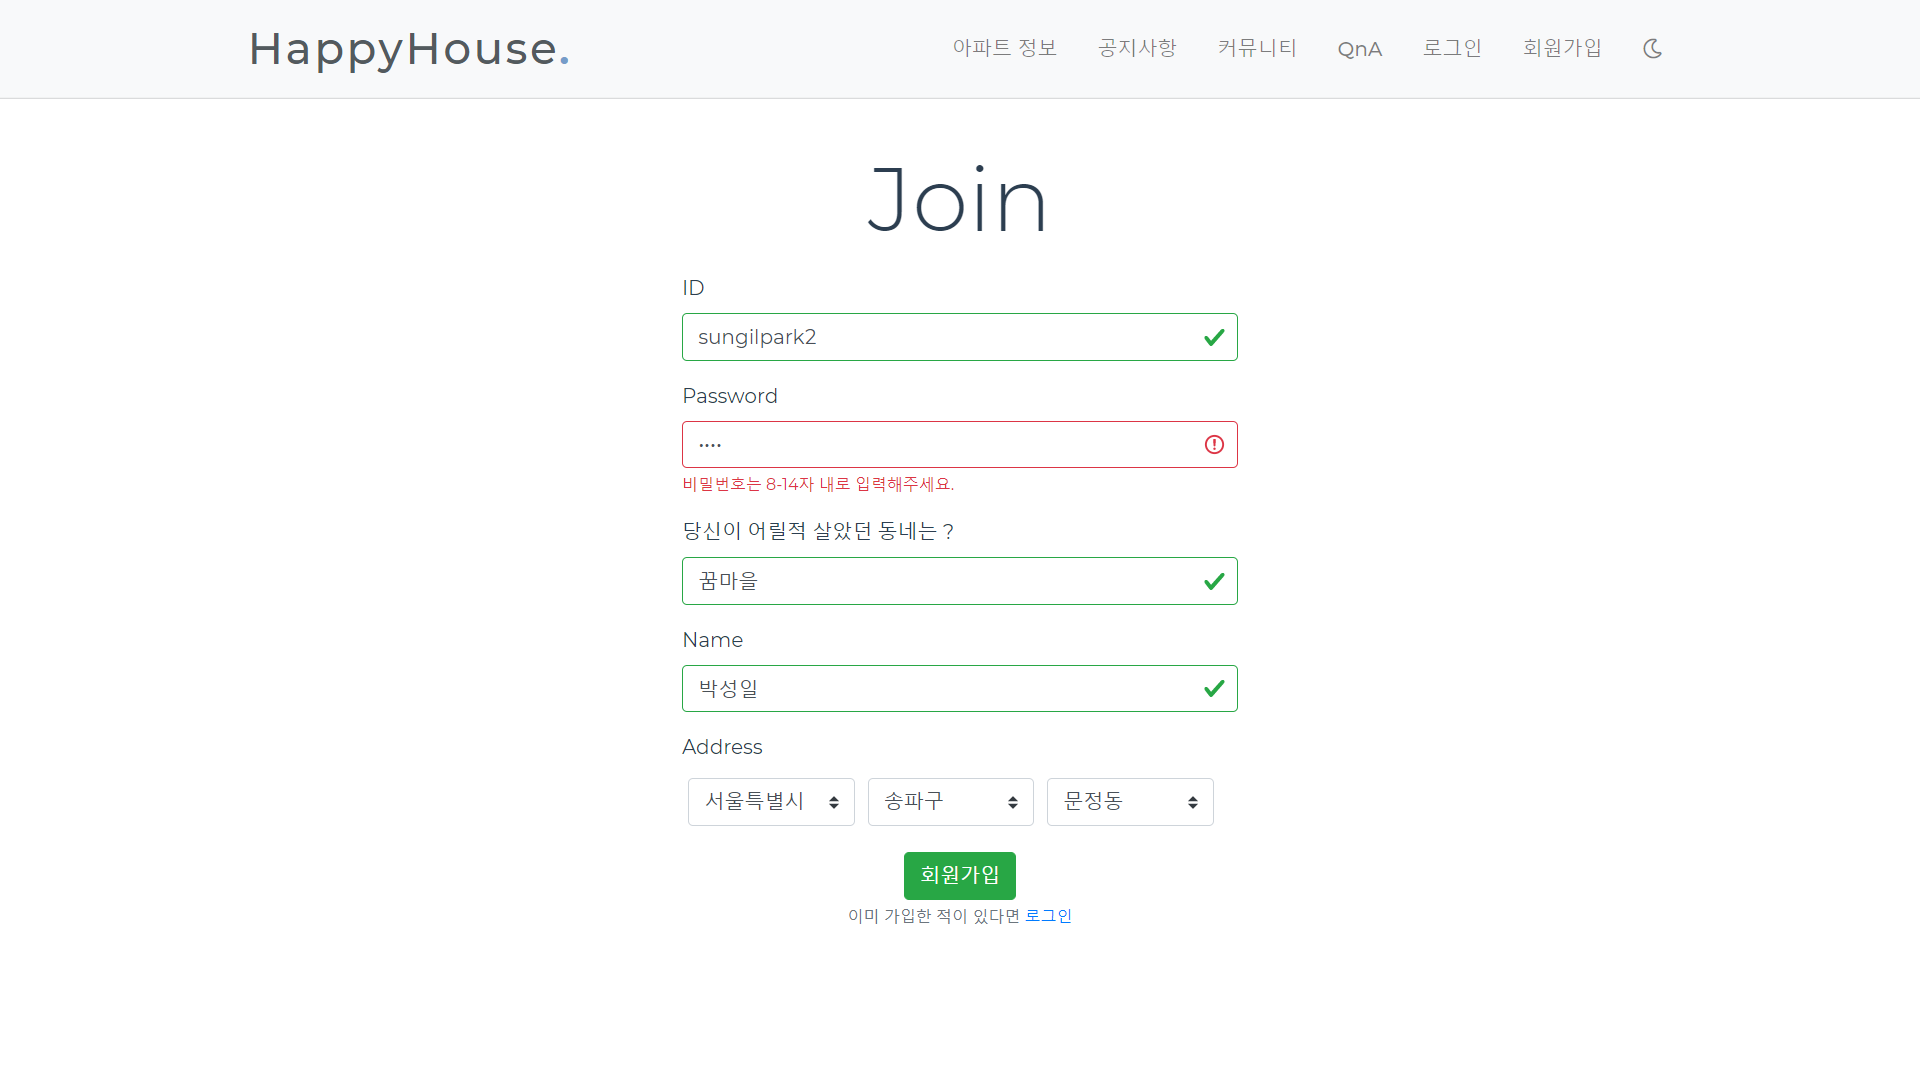 HappyHouse.
아파트 정보 공지사항 커뮤니티 QnA 로그인 회원가입
Join
ID
sungilpark2
Password
····
비밀번호는 8-14자 내로 입력해주세요.
당신이 어릴적 살았던 동네는 ?
꿈마을
Name
박성일
Address
서울특별시 송파구 문정동
회원가입
이미 가입한 적이 있다면 로그인